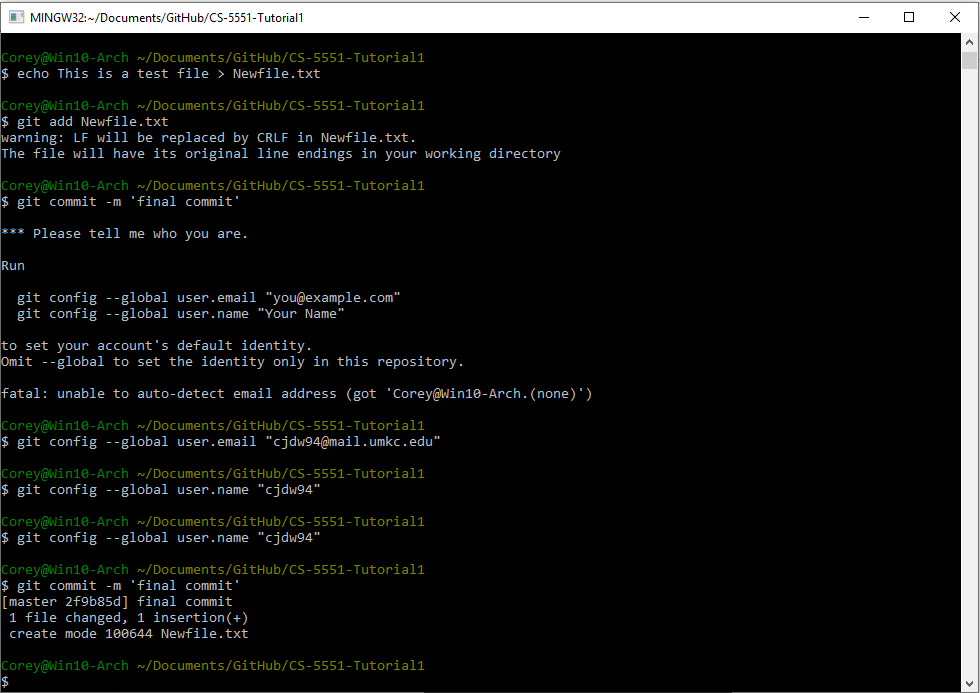 MINGW32:~/Documents/GitHub/CS-5551-Tutorial1
Corey@Win10-Arch ~/Documents/GitHub/CS-5551-Tutorial1
$ echo This is a test file > Newfile.txt
Corey@Win10-Arch ~/Documents/GitHub/CS-5551-Tutorial1
$ git add Newfile.txt
warning: LF will be replaced by CRLF in Newfile.txt.
The file will have its original line endings in your working directory
Corey@Win10-Arch ~/Documents/GitHub/CS-5551-Tutorial1
$ git commit -m 'final commit'
*** Please tell me who you are.
Run
git config --global user.email "you@example.com"
git config --global user.name "Your Name"
to set your account's default identity.
Omit --global to set the identity only in this repository.
fatal: unable to auto-detect email address (got 'Corey@Win10-Arch.(none)')
Corey@Win10-Arch ~/Documents/GitHub/CS-5551-Tutorial1
$ git config --global user.email "cjdw94@mail.umkc.edu"
Corey@Win10-Arch ~/Documents/GitHub/CS-5551-Tutorial1
$ git config --global user.name "cjdw94"
Corey@Win10-Arch ~/Documents/GitHub/CS-5551-Tutorial1
$ git config --global user.name "cjdw94"
Corey@Win10-Arch ~/Documents/GitHub/CS-5551-Tutorial1
$ git commit -m 'final commit'
[master 2f9b85d] final commit
1 file changed, 1 insertion(+)
create mode 100644 Newfile.txt
Corey@Win10-Arch ~/Documents/GitHub/CS-5551-Tutorial1
$